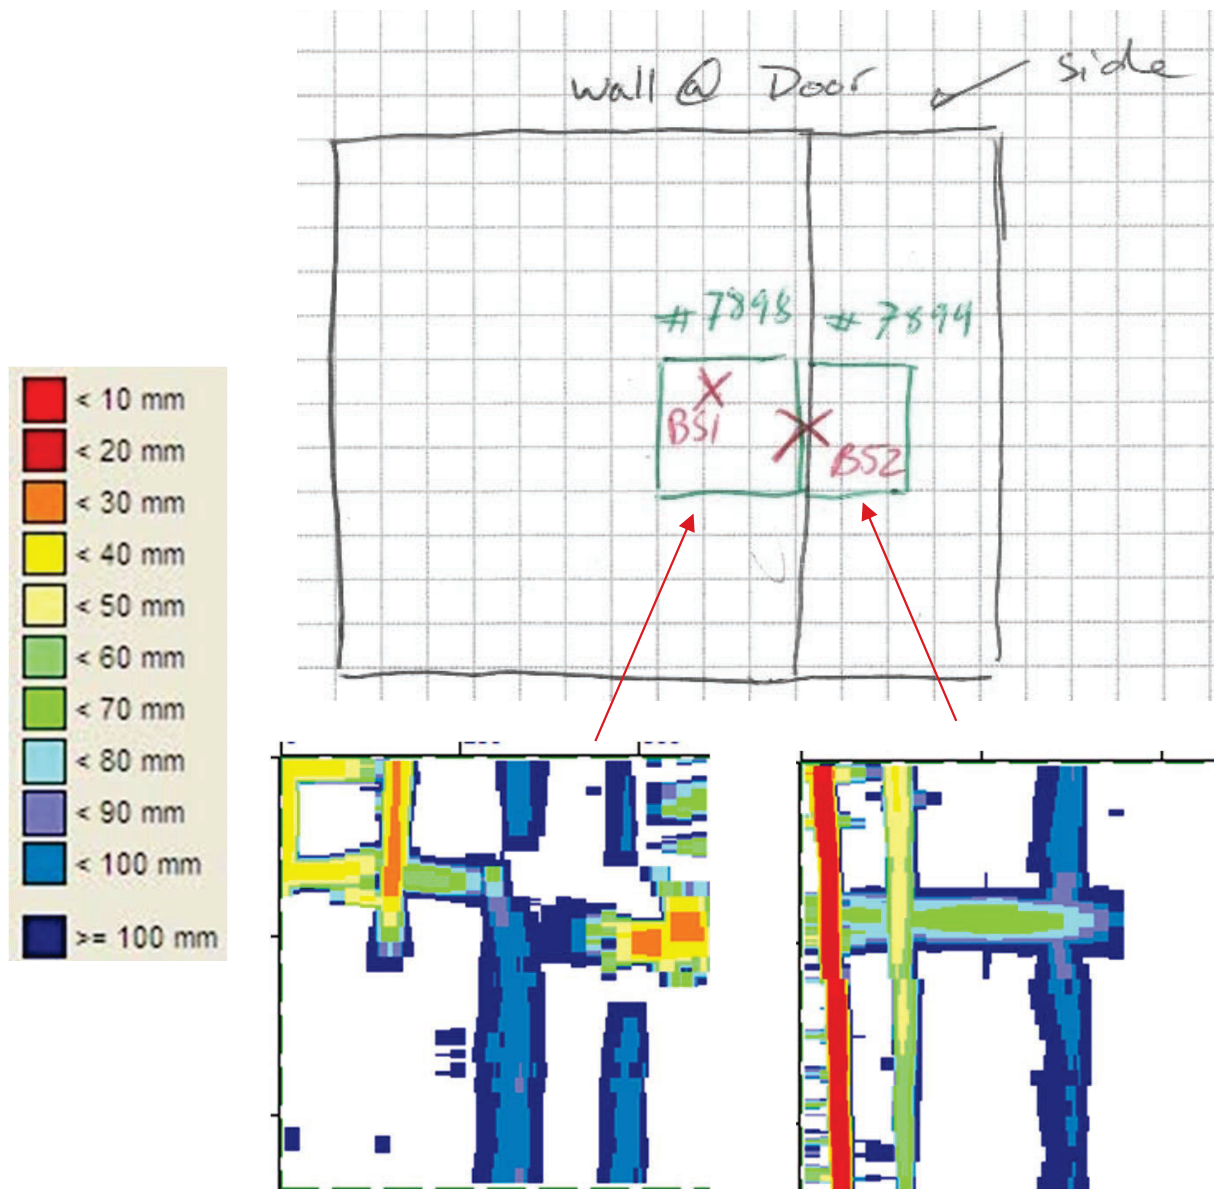 Wall @ Door
side
#7898
#7894
BS1
BS2
< 10 mm
< 20 mm
< 30 mm
< 40 mm
< 50 mm
< 60 mm
< 70 mm
< 80 mm
< 90 mm
< 100 mm
>= 100 mm